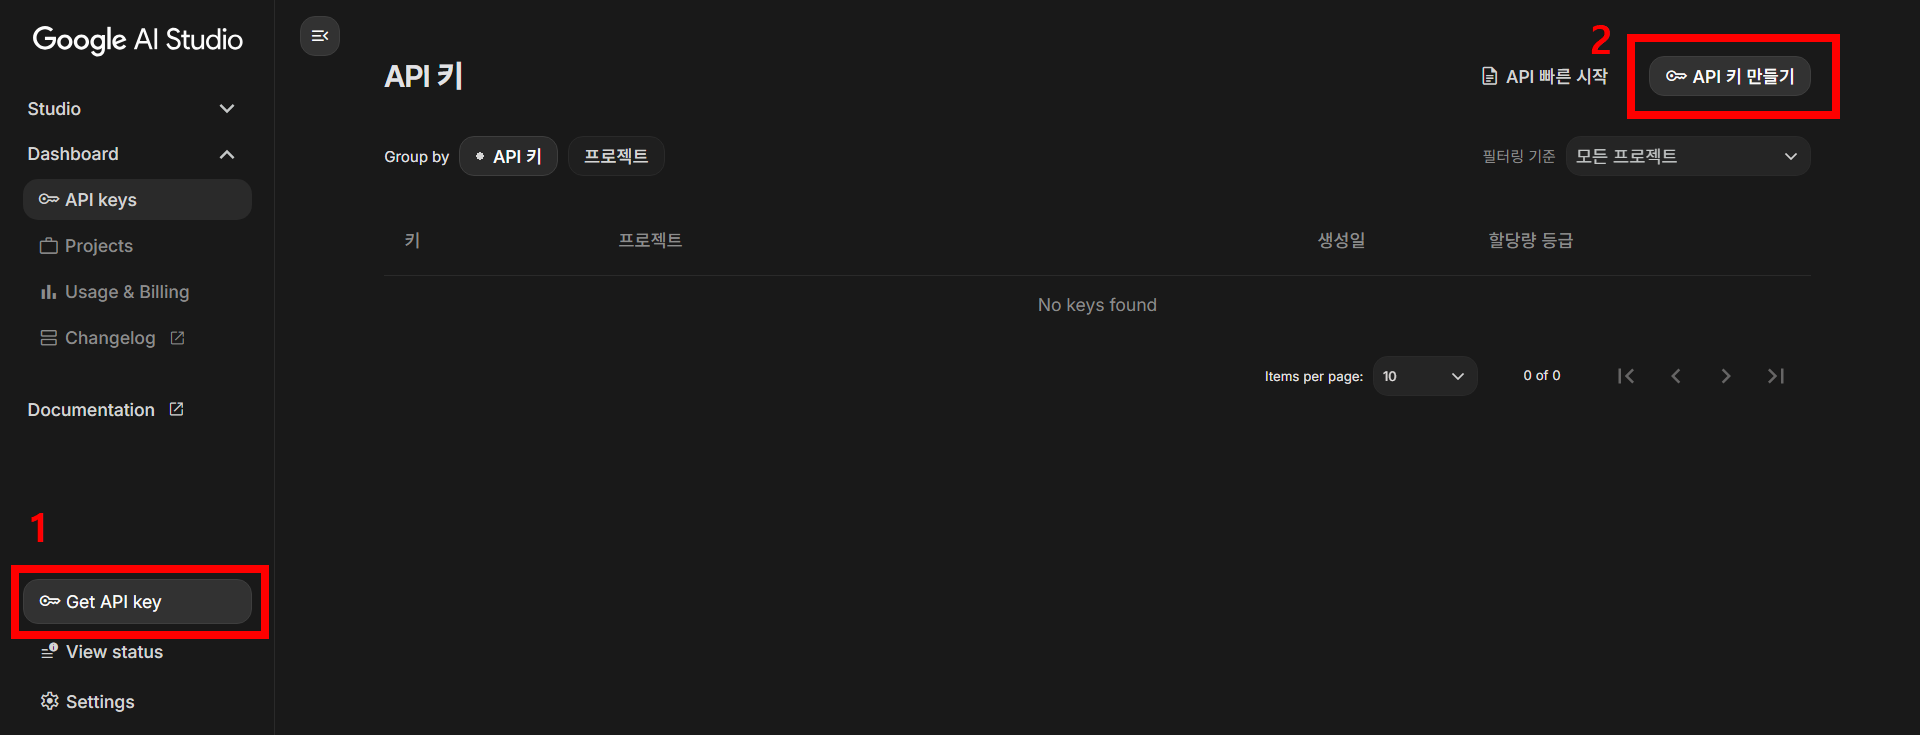 Google AI Studio
Studio
Dashboard
API keys
Projects
Usage & Billing
Changelog
Documentation
1
Get API key
View status
Settings
API 키
API 빠른 시작
2
API 키 만들기
Group by API 키 프로젝트
필터링 기준 모든 프로젝트
키 프로젝트 생성일 할당량 등급
No keys found
Items per page: 10 0 of 0